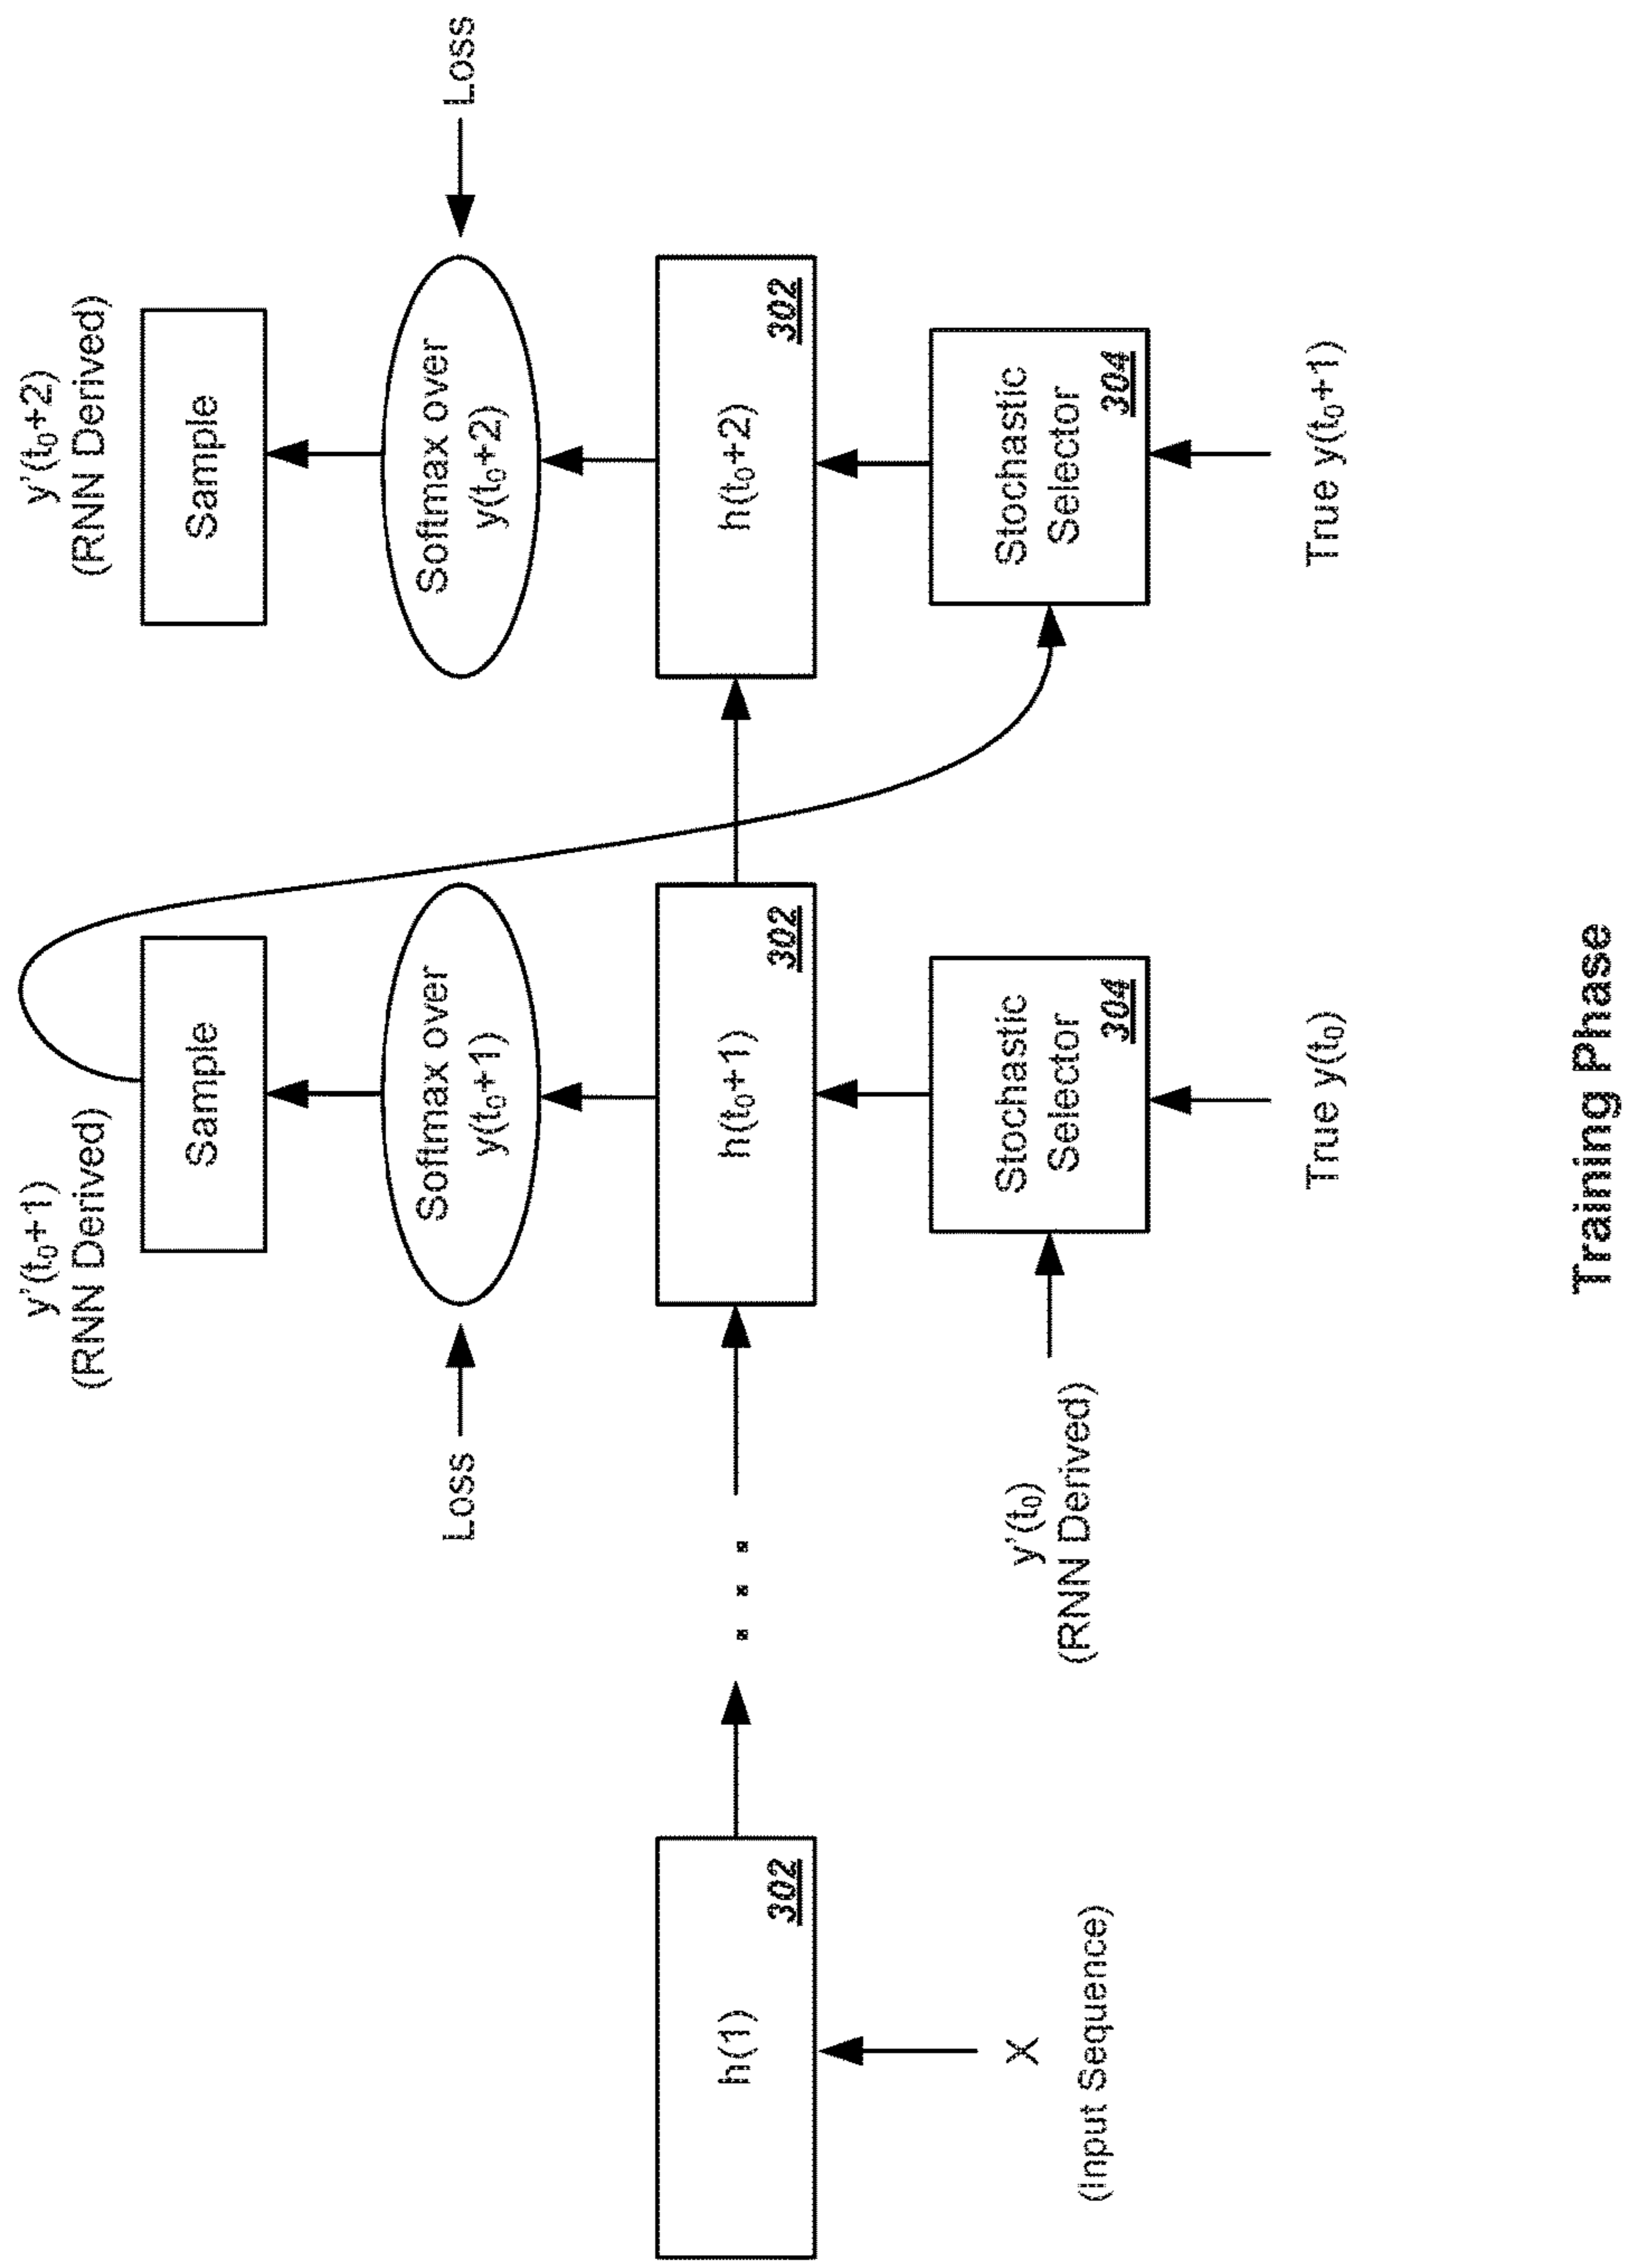 y'(t₀+1)
(RNN Derived)
y'(t₀+2)
(RNN Derived)
Sample
Sample
Loss
Softmax over
y(t₀+1)
Softmax over
y(t₀+2)
Loss
h(1)
302
h(t₀+1)
302
h(t₀+2)
302
X
(Input Sequence)
y'(t₀)
(RNN Derived)
Stochastic
Selector
304
Stochastic
Selector
304
True y(t₀)
True y(t₀+1)
Training Phase